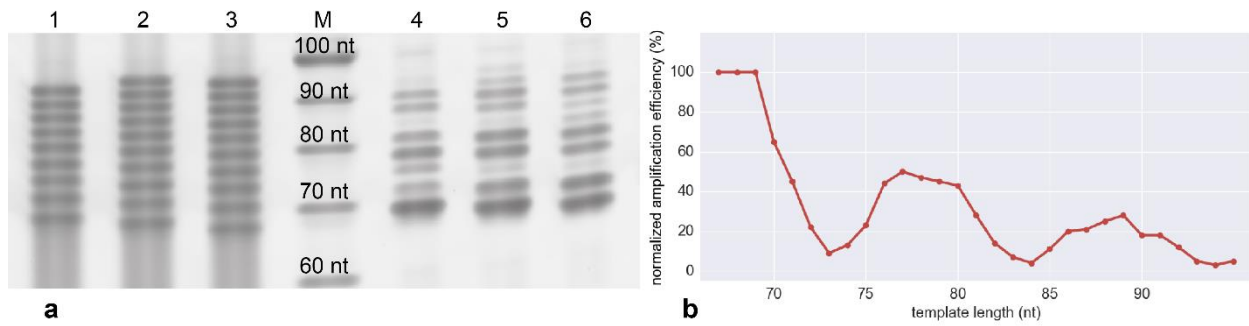 1 2 3 M 4 5 6
100 nt
90 nt
80 nt
70 nt
60 nt
a
normalized amplification efficiency (%)
100
80
60
40
20
0
70 75 80 85 90
template length (nt)
b